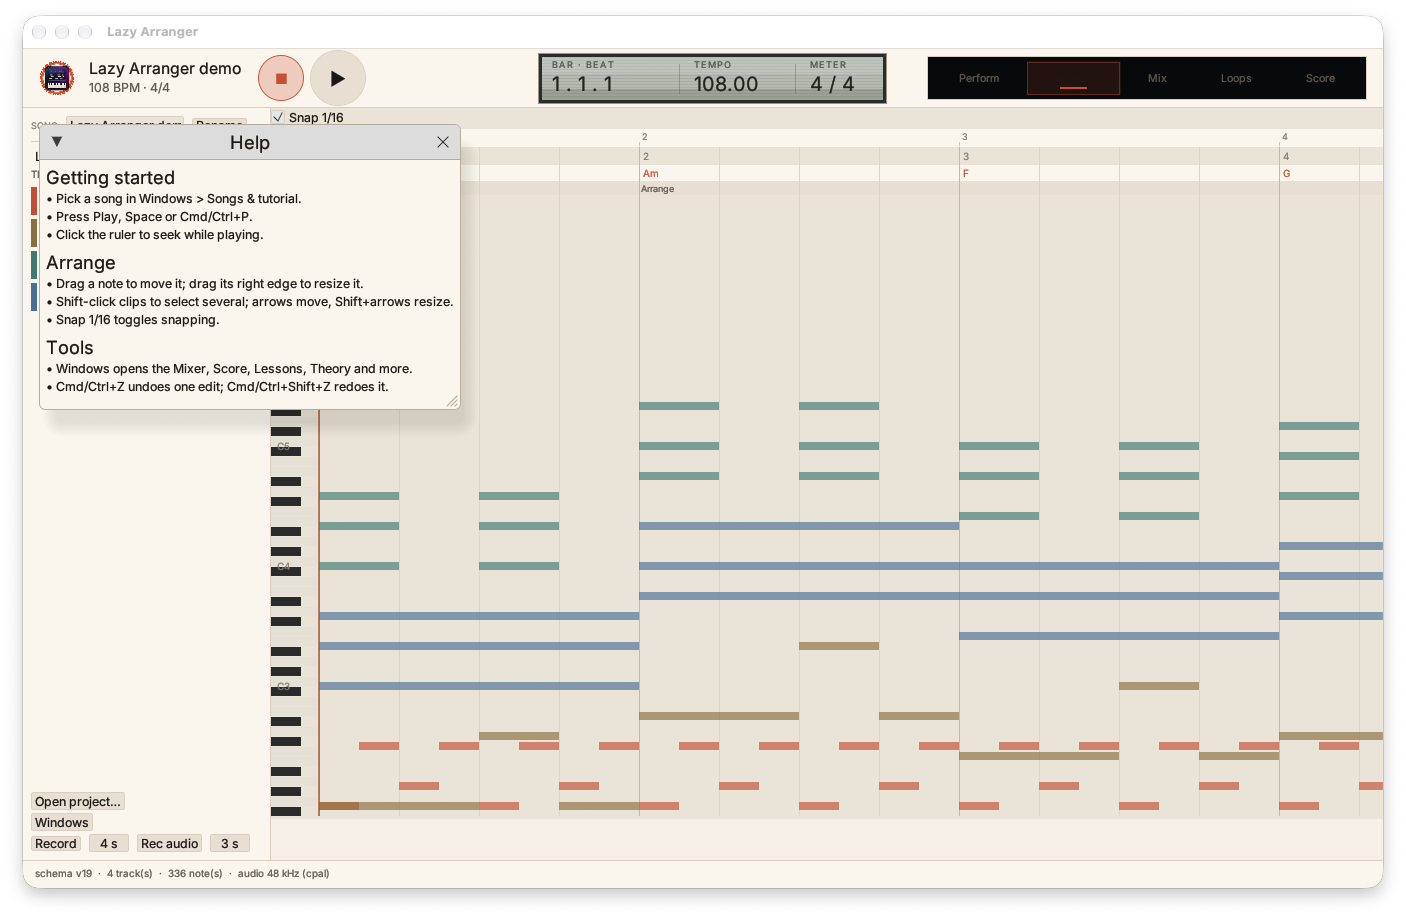 Lazy Arranger
Lazy Arranger demo
108 BPM · 4/4
BAR · BEAT
1 . 1 . 1
TEMPO
108.00
METER
4 / 4
Perform
Mix
Loops
Score
Snap 1/16
Help
Getting started
• Pick a song in Windows > Songs & tutorial.
• Press Play, Space or Cmd/Ctrl+P.
• Click the ruler to seek while playing.
Arrange
• Drag a note to move it; drag its right edge to resize it.
• Shift-click clips to select several; arrows move, Shift+arrows resize.
• Snap 1/16 toggles snapping.
Tools
• Windows opens the Mixer, Score, Lessons, Theory and more.
• Cmd/Ctrl+Z undoes one edit; Cmd/Ctrl+Shift+Z redoes it.
2 3 4
2 3 4
Am F G
Arrange
C5
C4
C3
Open project...
Windows
Record 4 s Rec audio 3 s
schema v19 · 4 track(s) · 336 note(s) · audio 48 kHz (cpal)